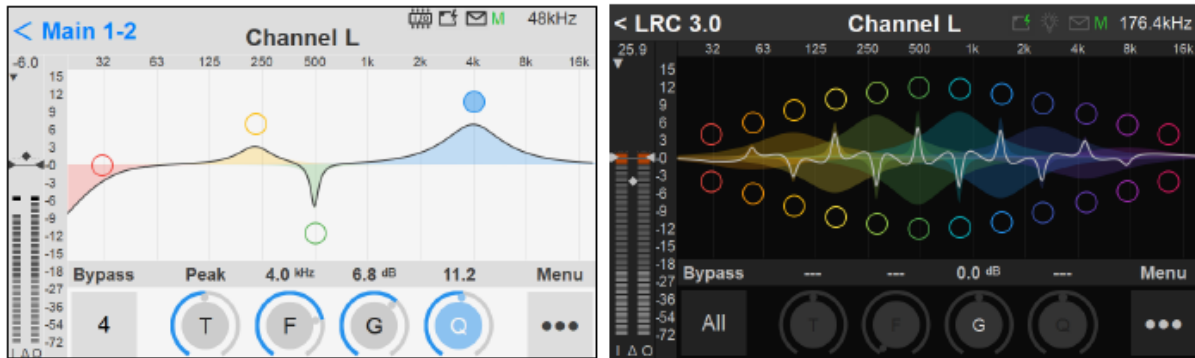 < Main 1-2
Channel L
I/O
M
48kHz
-6.0
32 63 125 250 500 1k 2k 4k 8k 16k
15
12
9
6
3
0
-3
-6
-9
-12
-15
-18
-27
-36
-54
-72
Bypass Peak 4.0 kHz 6.8 dB 11.2 Menu
4 T F G Q •••
< LRC 3.0
Channel L
M
176.4kHz
25.9
32 63 125 250 500 1k 2k 4k 8k 16k
15
12
9
6
3
0
-3
-6
-9
-12
-15
-18
-27
-36
-54
-72
Bypass --- --- 0.0 dB --- Menu
All T F G Q •••